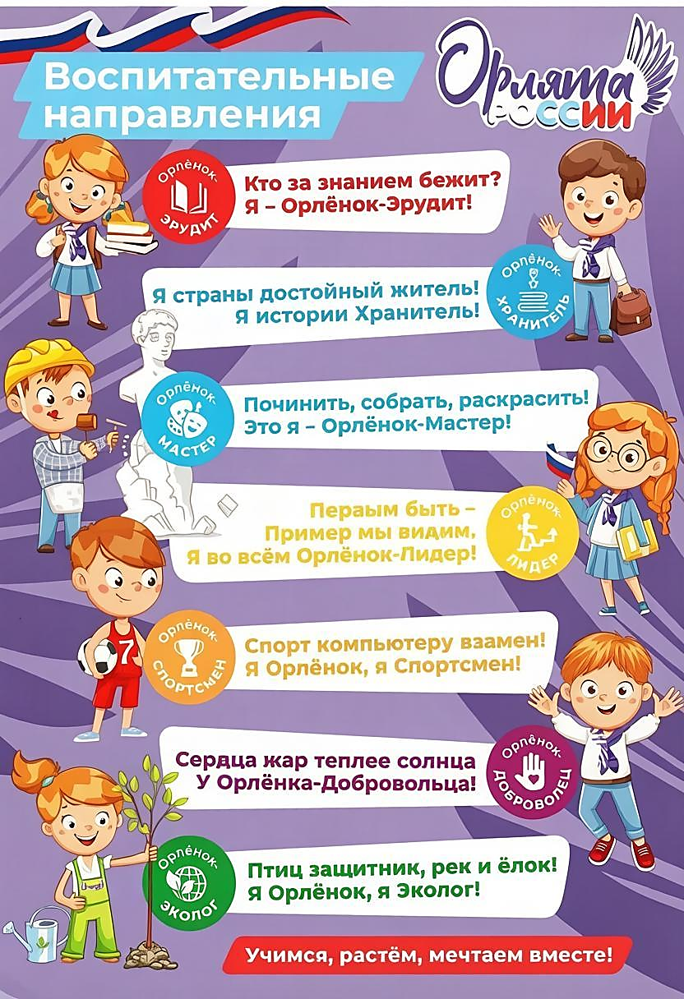 Воспитательные
направления
Орлята
РОССИИ
Орлёнок-
ЭРУДИТ
Кто за знанием бежит?
Я – Орлёнок-Эрудит!
Я страны достойный житель!
Я истории Хранитель!
Орлёнок-
ХРАНИТЕЛЬ
Орлёнок-
МАСТЕР
Починить, собрать, раскрасить!
Это я – Орлёнок-Мастер!
Пераым быть –
Пример мы видим,
Я во всём Орлёнок-Лидер!
Орлёнок-
ЛИДЕР
7
Орлёнок-
СПОРТСМЕН
Спорт компьютеру взамен!
Я Орлёнок, я Спортсмен!
Сердца жар теплее солнца
У Орлёнка-Добровольца!
Орлёнок-
ДОБРОВОЛЕЦ
Орлёнок-
ЭКОЛОГ
Птиц защитник, рек и ёлок!
Я Орлёнок, я Эколог!
Учимся, растём, мечтаем вместе!